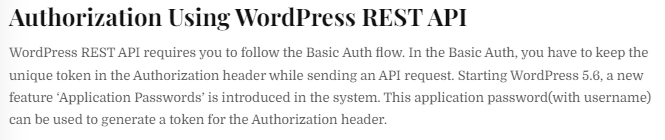 Authorization Using WordPress REST API
WordPress REST API requires you to follow the Basic Auth flow. In the Basic Auth, you have to keep the
unique token in the Authorization header while sending an API request. Starting WordPress 5.6, a new
feature ‘Application Passwords’ is introduced in the system. This application password(with username)
can be used to generate a token for the Authorization header.